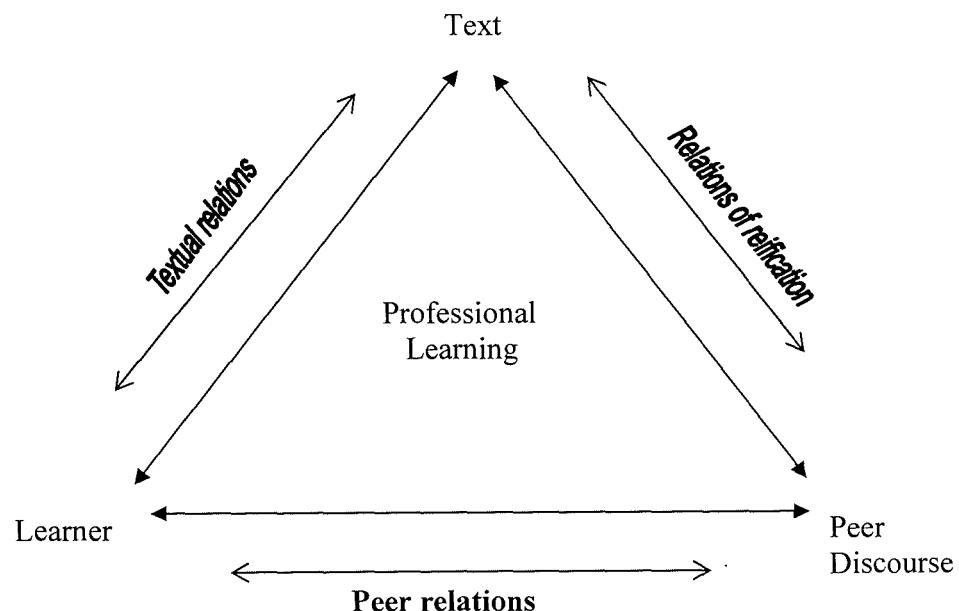 Text
Textual relations
Relations of reification
Professional
Learning
Learner
Peer
Discourse
Peer relations